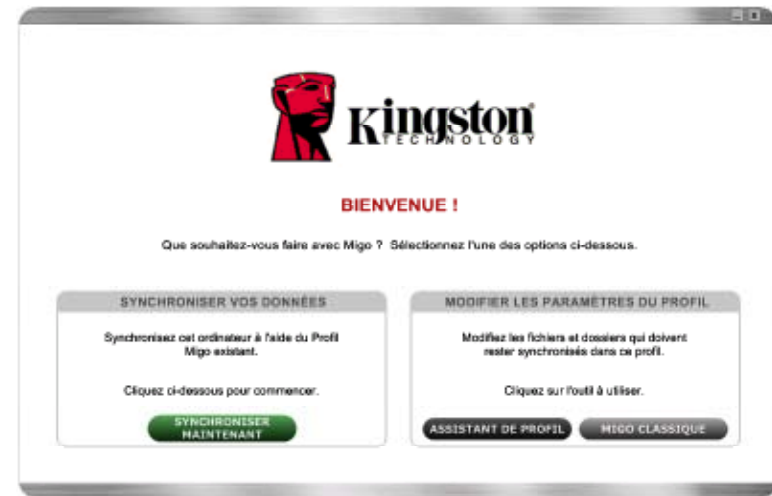 Kingston
TECHNOLOGY
BIENVENUE !
Que souhaitez-vous faire avec Migo ? Sélectionnez l'une des options ci-dessous.
SYNCHRONISER VOS DONNÉES
Synchronisez cet ordinateur à l'aide du Profil
Migo existant.
Cliquez ci-dessous pour commencer.
SYNCHRONISER
MAINTENANT
MODIFIER LES PARAMÈTRES DU PROFIL
Modifiez les fichiers et dossiers qui doivent
rester synchronisés dans ce profil.
Cliquez sur l'outil à utiliser.
ASSISTANT DE PROFIL
MIGO CLASSIQUE